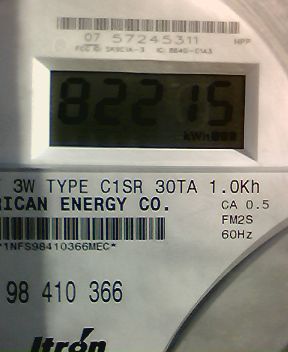 07 57245311 HPP
82215
kWh
3W TYPE C1SR 30TA 1.0Kh
RICAN ENERGY CO. CA 0.5
FM2S
*1NFS98410366MEC* 60Hz
98 410 366
Itron